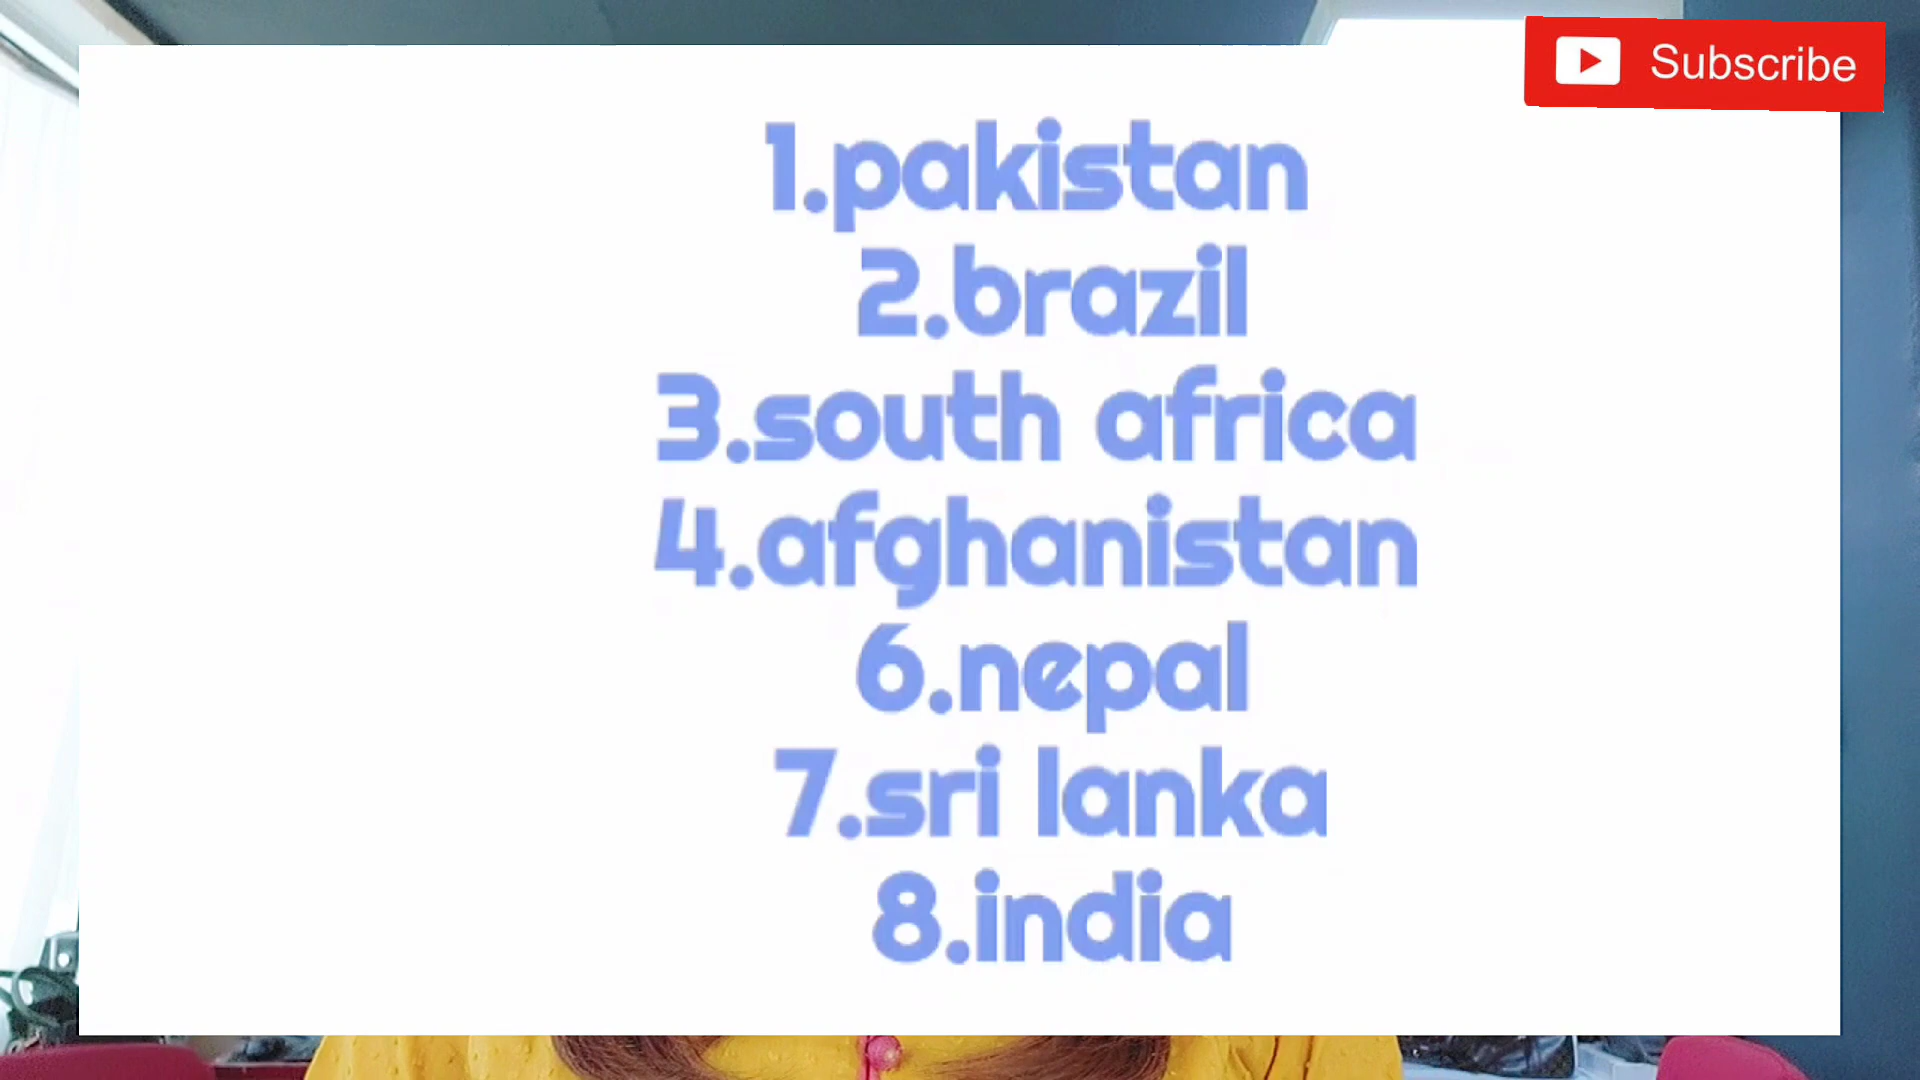 Subscribe
1.pakistan
2.brazil
3.south africa
4.afghanistan
6.nepal
7.sri lanka
8.india